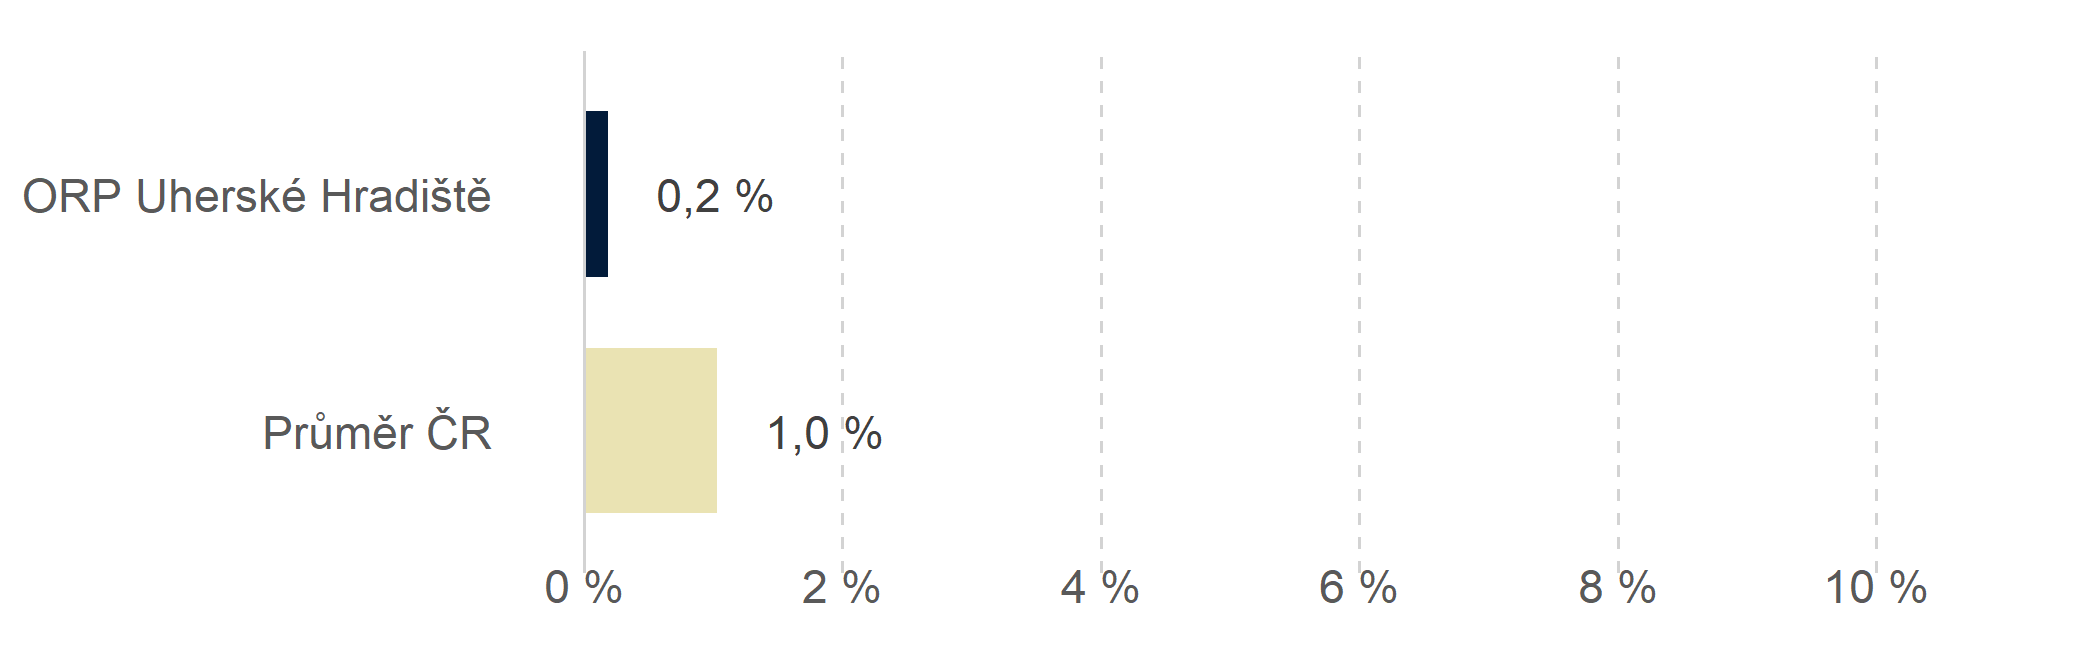 ORP Uherské Hradiště 0,2 %
Průměr ČR 1,0 %
0 % 2 % 4 % 6 % 8 % 10 %